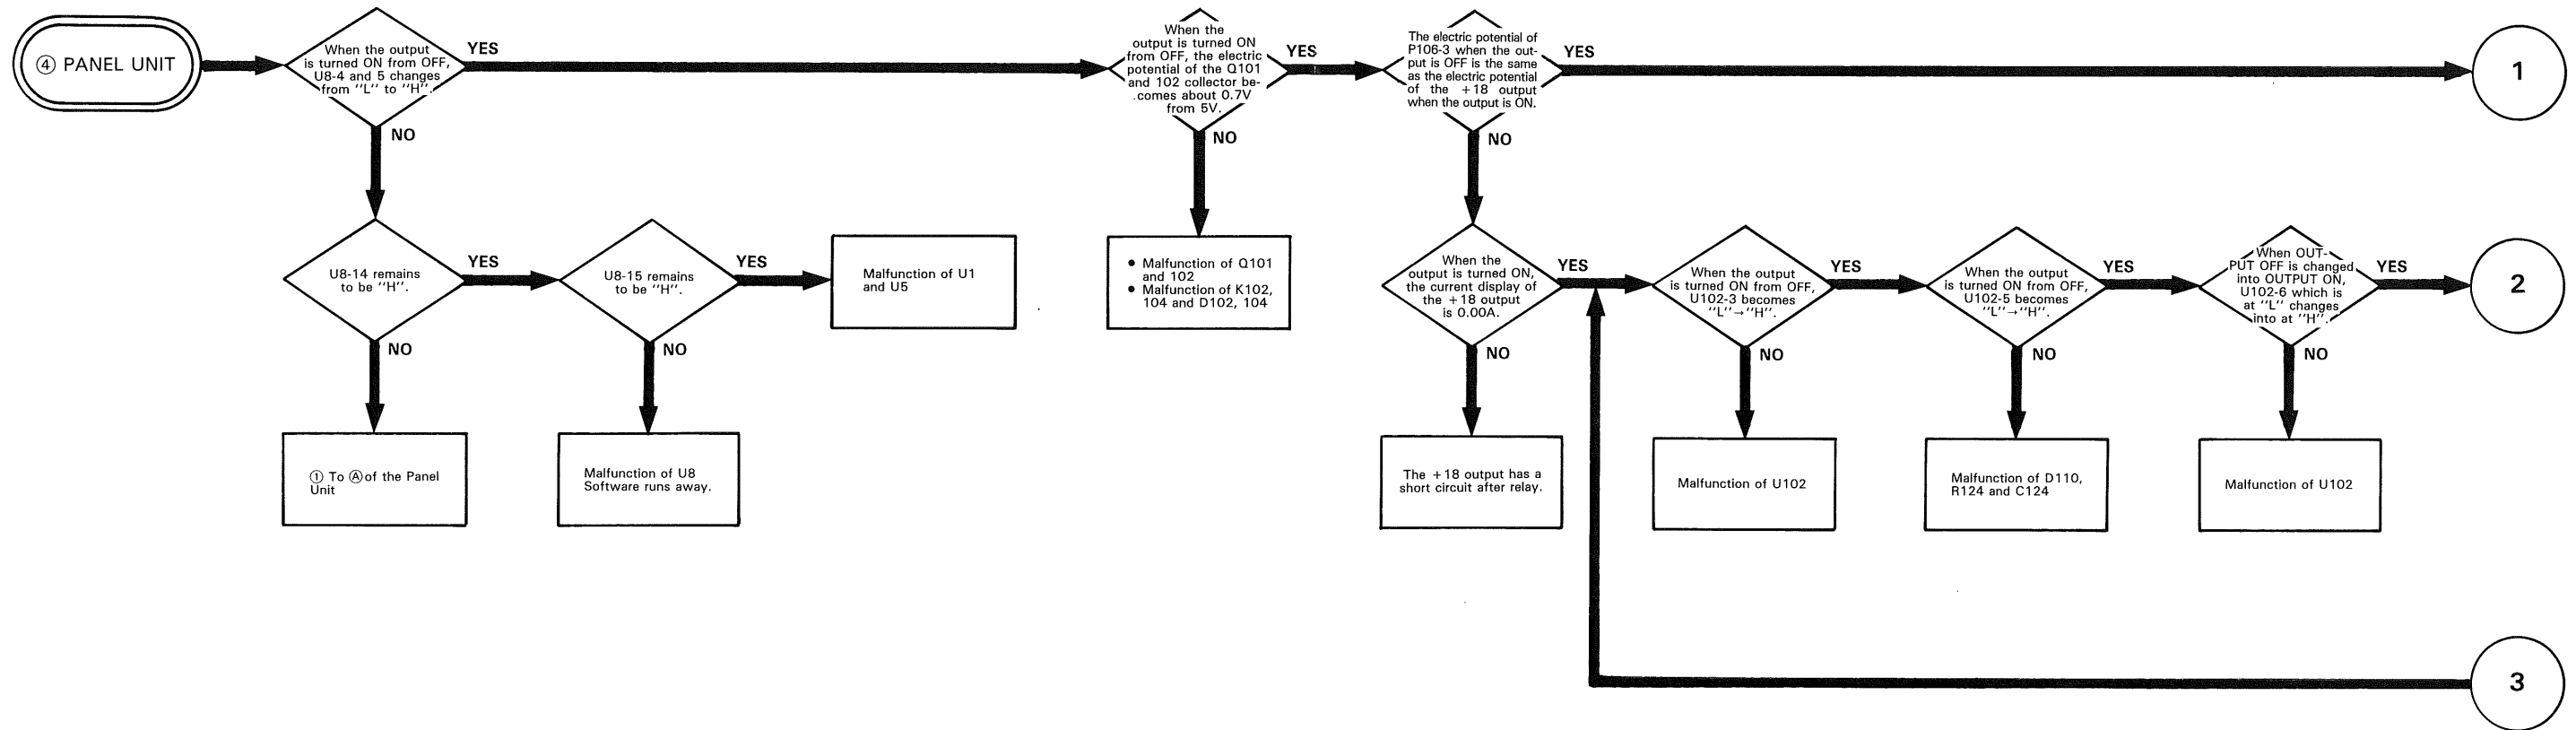 ④ PANEL UNIT
When the output
is turned ON from OFF,
U8-4 and 5 changes
from "L" to "H".
YES
NO
When the
output is turned ON
from OFF, the electric
potential of the Q101
and 102 collector be-
comes about 0.7V
from 5V.
YES
NO
The electric potential of
P106-3 when the out-
put is OFF is the same
as the electric potential
of the +18 output
when the output is ON.
YES
NO
1
U8-14 remains
to be "H".
YES
NO
U8-15 remains
to be "H".
YES
NO
Malfunction of U1
and U5
● Malfunction of Q101
and 102
● Malfunction of K102,
104 and D102, 104
When the
output is turned ON,
the current display of
the +18 output
is 0.00A.
YES
NO
When the output
is turned ON from OFF,
U102-3 becomes
"L"→"H".
YES
NO
When the output
is turned ON from OFF,
U102-5 becomes
"L"→"H".
YES
NO
When OUT-
PUT OFF is changed
into OUTPUT ON,
U102-6 which is
at "L" changes
into at "H".
YES
NO
2
① To Ⓐ of the Panel
Unit
Malfunction of U8
Software runs away.
The +18 output has a
short circuit after relay.
Malfunction of U102
Malfunction of D110,
R124 and C124
Malfunction of U102
3